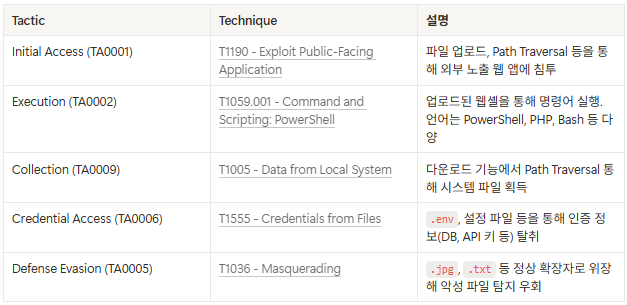 Tactic Technique 설명
Initial Access (TA0001) T1190 - Exploit Public-Facing 파일 업로드, Path Traversal 등을 통
Application 해 외부 노출 웹 앱에 침투
Execution (TA0002) T1059.001 - Command and 업로드된 웹셸을 통해 명령어 실행.
Scripting: PowerShell 언어는 PowerShell, PHP, Bash 등 다
양
Collection (TA0009) T1005 - Data from Local System 다운로드 기능에서 Path Traversal 통
해 시스템 파일 획득
Credential Access (TA0006) T1555 - Credentials from Files .env, 설정 파일 등을 통해 인증 정
보(DB, API 키 등) 탈취
Defense Evasion (TA0005) T1036 - Masquerading .jpg, .txt 등 정상 확장자로 위장
해 악성 파일 탐지 우회